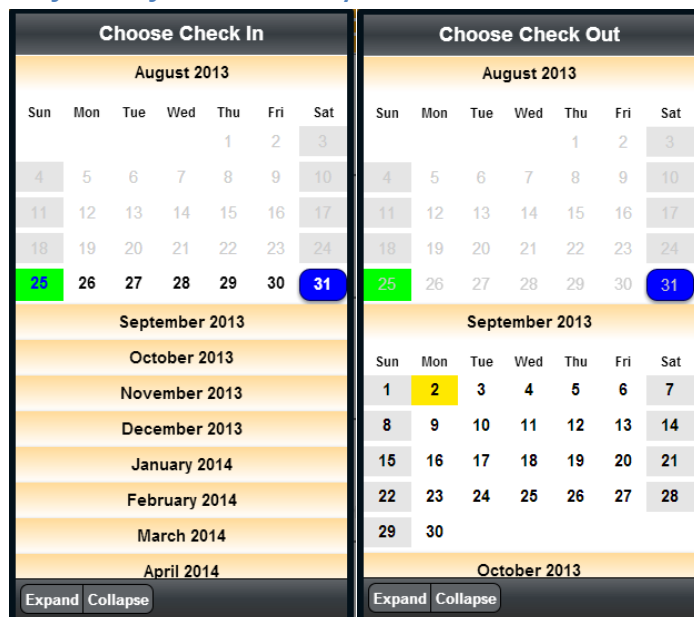 Choose Check In
August 2013
Sun Mon Tue Wed Thu Fri Sat
1 2 3
4 5 6 7 8 9 10
11 12 13 14 15 16 17
18 19 20 21 22 23 24
25 26 27 28 29 30 31
September 2013
October 2013
November 2013
December 2013
January 2014
February 2014
March 2014
April 2014
Expand Collapse
Choose Check Out
August 2013
Sun Mon Tue Wed Thu Fri Sat
1 2 3
4 5 6 7 8 9 10
11 12 13 14 15 16 17
18 19 20 21 22 23 24
25 26 27 28 29 30 31
September 2013
Sun Mon Tue Wed Thu Fri Sat
1 2 3 4 5 6 7
8 9 10 11 12 13 14
15 16 17 18 19 20 21
22 23 24 25 26 27 28
29 30
October 2013
Expand Collapse